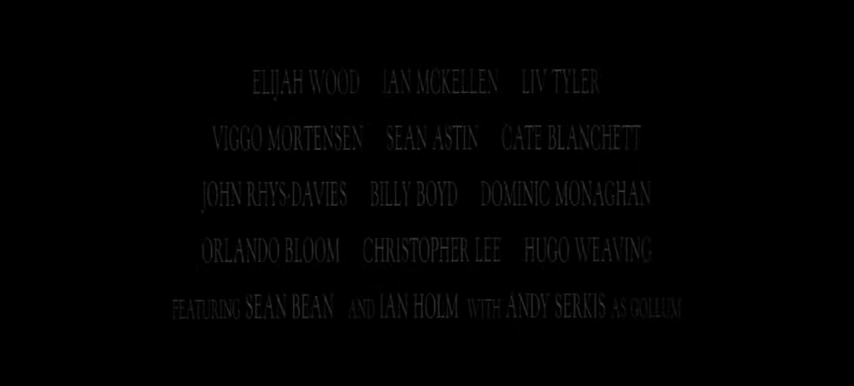 ELIJAH WOOD IAN MCKELLEN LIV TYLER
VIGGO MORTENSEN SEAN ASTIN CATE BLANCHETT
JOHN RHYS-DAVIES BILLY BOYD DOMINIC MONAGHAN
ORLANDO BLOOM CHRISTOPHER LEE HUGO WEAVING
FEATURING SEAN BEAN AND IAN HOLM WITH ANDY SERKIS AS GOLLUM